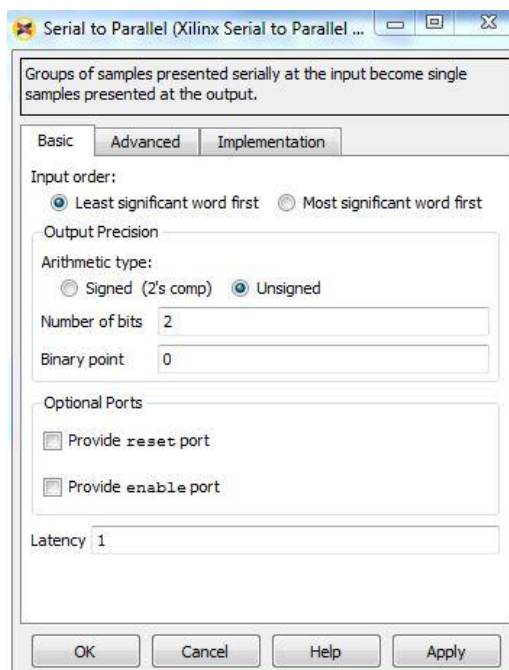 Serial to Parallel (Xilinx Serial to Parallel ...
Groups of samples presented serially at the input become single
samples presented at the output.
Basic Advanced Implementation
Input order:
Least significant word first Most significant word first
Output Precision
Arithmetic type:
Signed (2's comp) Unsigned
Number of bits 2
Binary point 0
Optional Ports
Provide reset port
Provide enable port
Latency 1
OK Cancel Help Apply